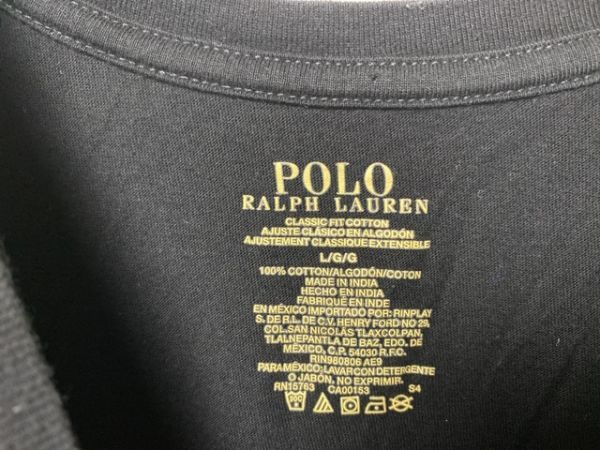 POLO
RALPH LAUREN
CLASSIC FIT COTTON
AJUSTE CLÁSICO EN ALGODÓN
AJUSTEMENT CLASSIQUE EXTENSIBLE
L/G/G
100% COTTON/ALGODÓN/COTON
MADE IN INDIA
HECHO EN INDIA
FABRIQUÉ EN INDE
EN MÉXICO IMPORTADO POR: RINPLAY
S. DE R.L. DE C.V. HENRY FORD NO 29,
COL.SAN NICOLÁS TLAXCOLPAN,
TLALNEPANTLA DE BAZ, EDO. DE
MÉXICO, C.P. 54030 R.F.C.
RIN980806 AE9
PARA MÉXICO: LAVAR CON DETERGENTE
O JABÓN. NO EXPRIMIR.
RN15763 CA00153 S4